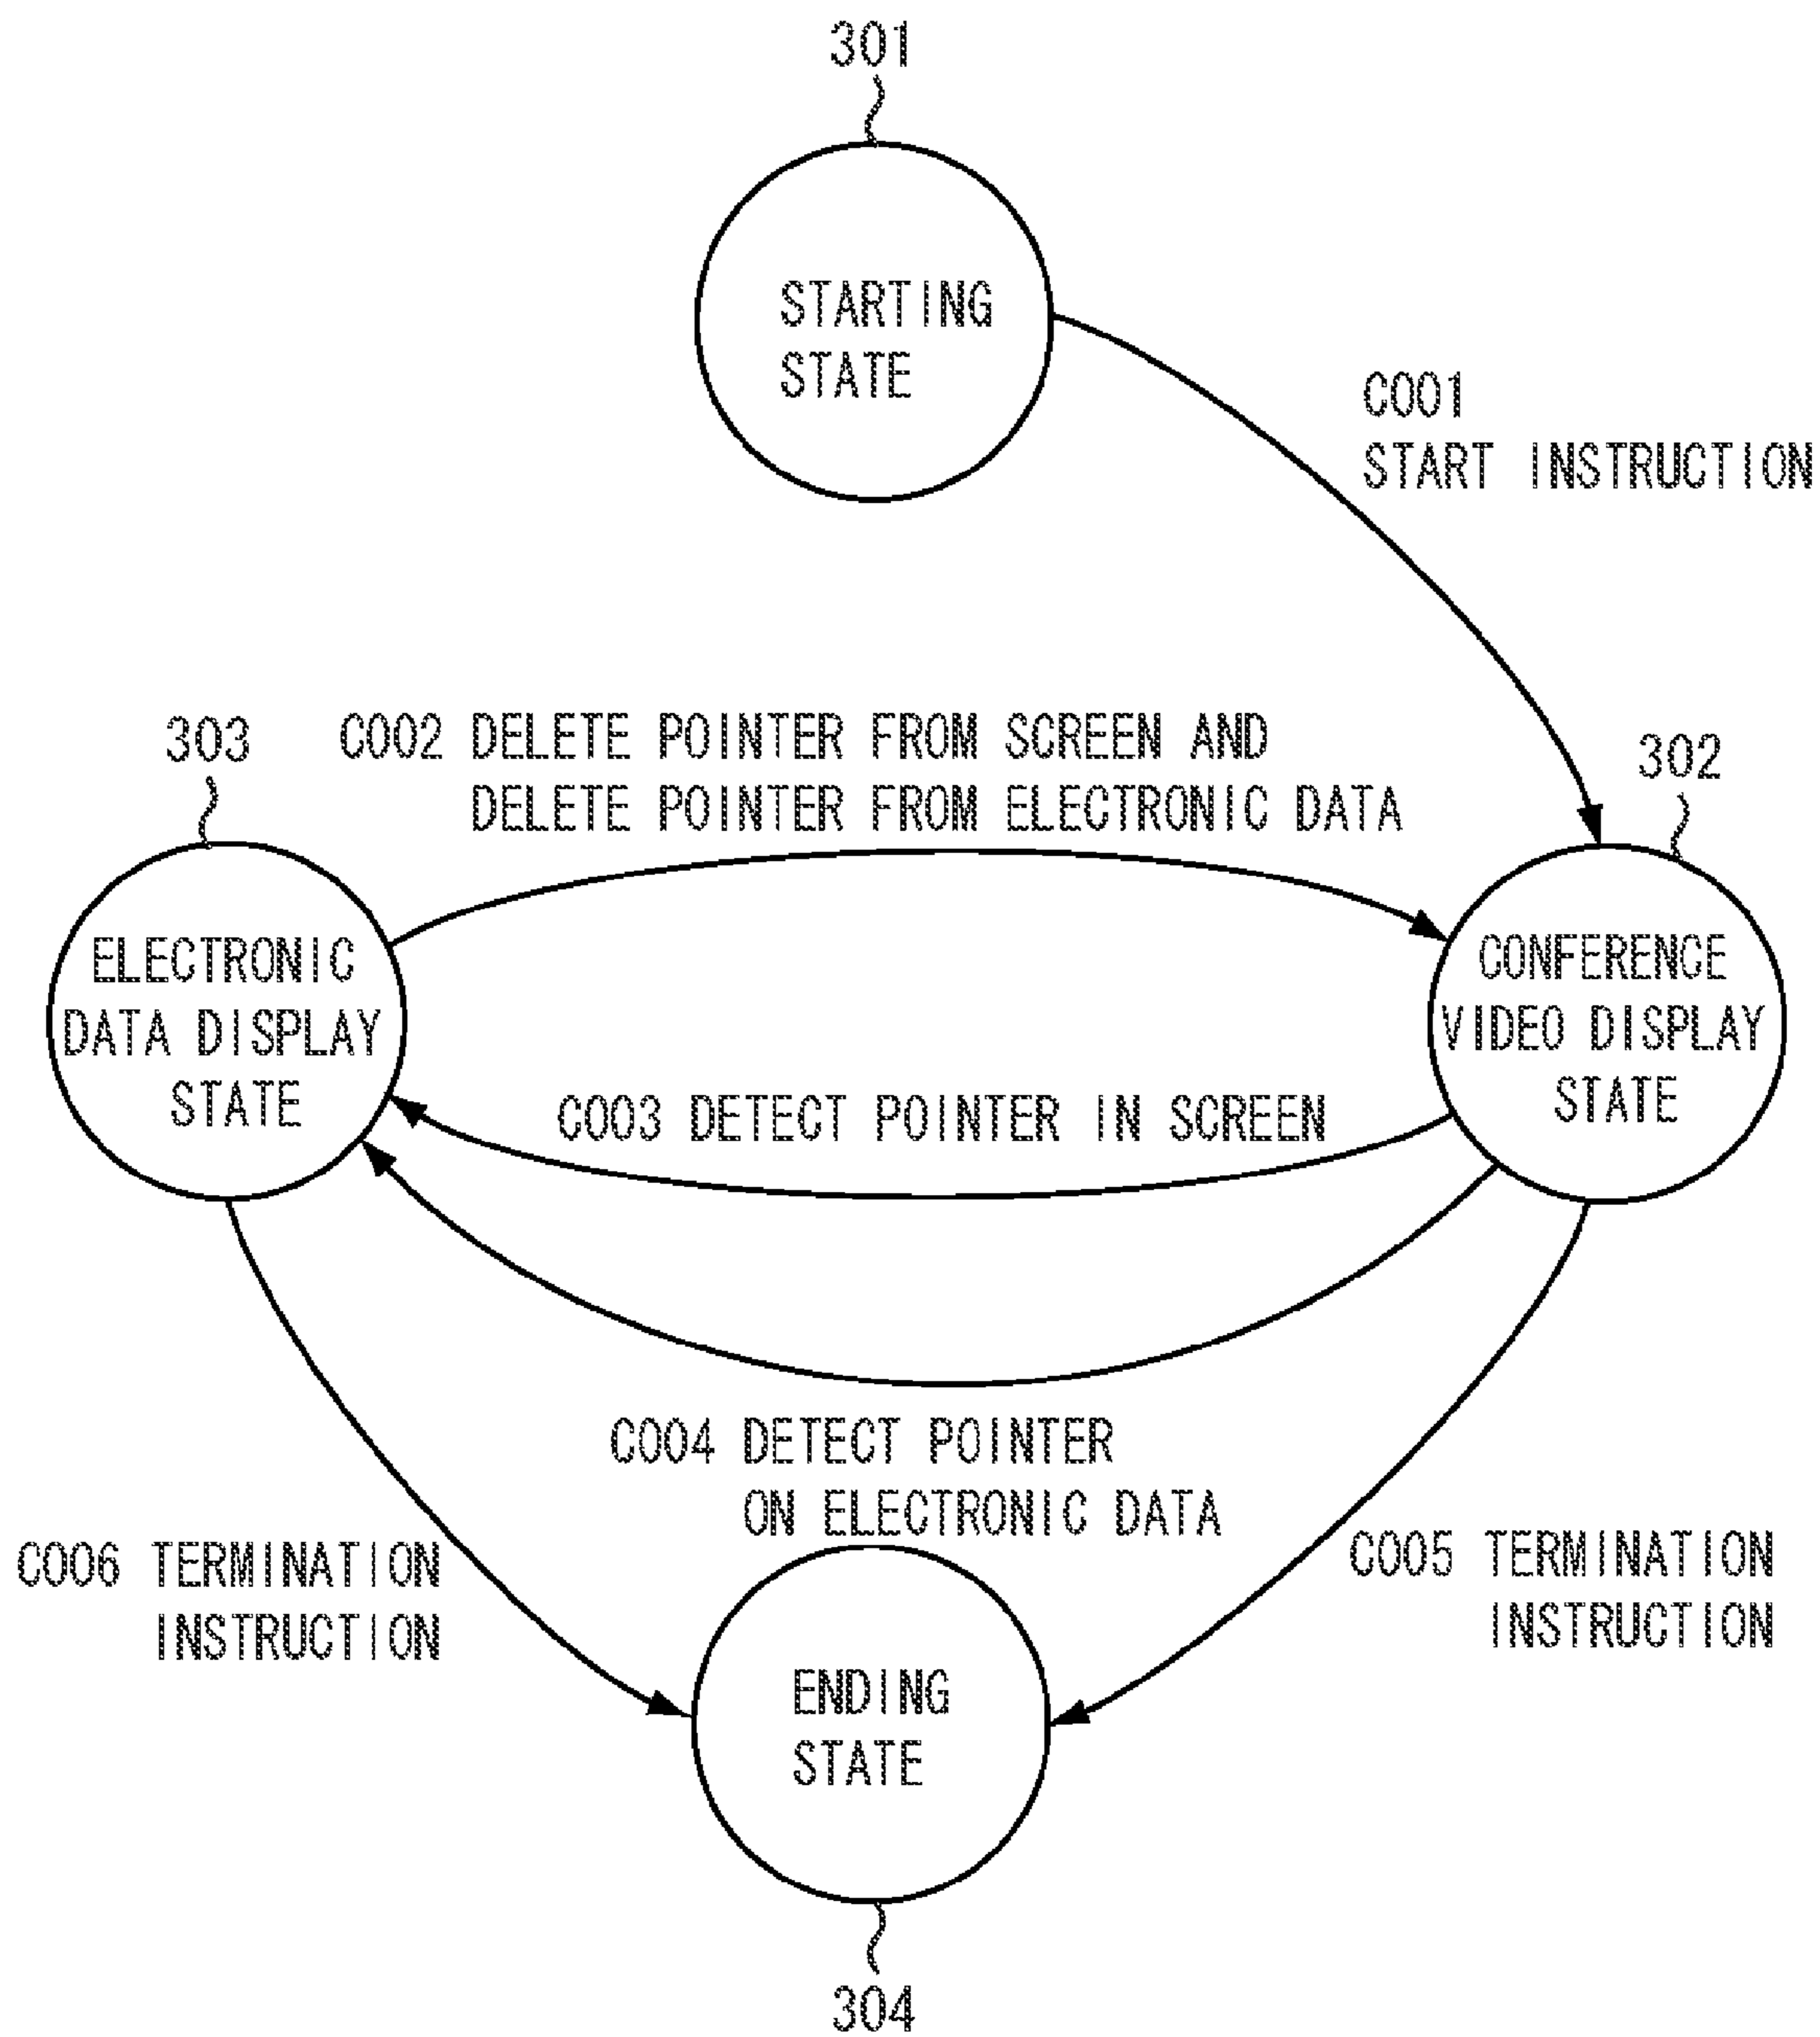 301
STARTING
STATE
C001
START INSTRUCTION
303
C002 DELETE POINTER FROM SCREEN AND
DELETE POINTER FROM ELECTRONIC DATA
302
ELECTRONIC
DATA DISPLAY
STATE
CONFERENCE
VIDEO DISPLAY
STATE
C003 DETECT POINTER IN SCREEN
C004 DETECT POINTER
ON ELECTRONIC DATA
C006 TERMINATION
INSTRUCTION
C005 TERMINATION
INSTRUCTION
ENDING
STATE
304